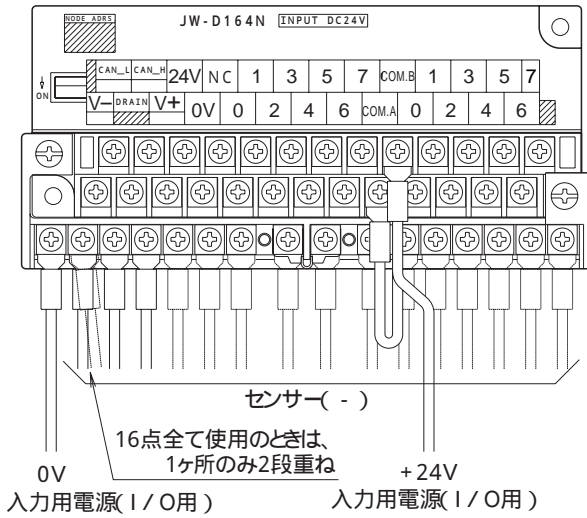 NODE ADRS
JW-D164N INPUT DC24V
ON
CAN_L CAN_H 24V NC 1 3 5 7 COM.B 1 3 5 7
V− DRAIN V+ 0V 0 2 4 6 COM.A 0 2 4 6
センサー( - )
16点全て使用のときは、
1ヶ所のみ2段重ね
0V
入力用電源(I/O用)
+24V
入力用電源(I/O用)